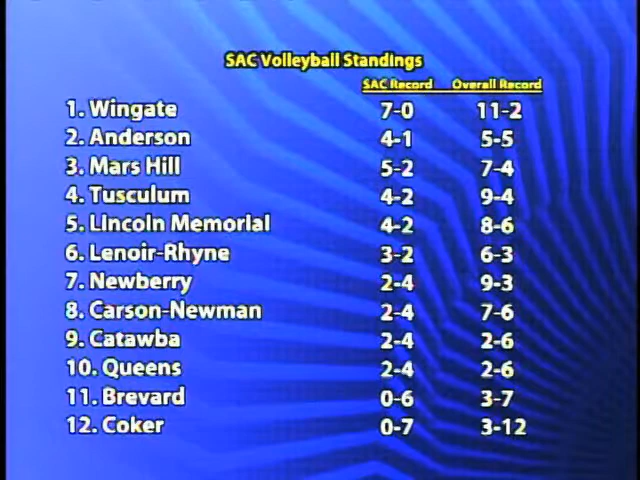 SAC Volleyball Standings
SAC Record Overall Record
1. Wingate 7-0 11-2
2. Anderson 4-1 5-5
3. Mars Hill 5-2 7-4
4. Tusculum 4-2 9-4
5. Lincoln Memorial 4-2 8-6
6. Lenoir-Rhyne 3-2 6-3
7. Newberry 2-4 9-3
8. Carson-Newman 2-4 7-6
9. Catawba 2-4 2-6
10. Queens 2-4 2-6
11. Brevard 0-6 3-7
12. Coker 0-7 3-12